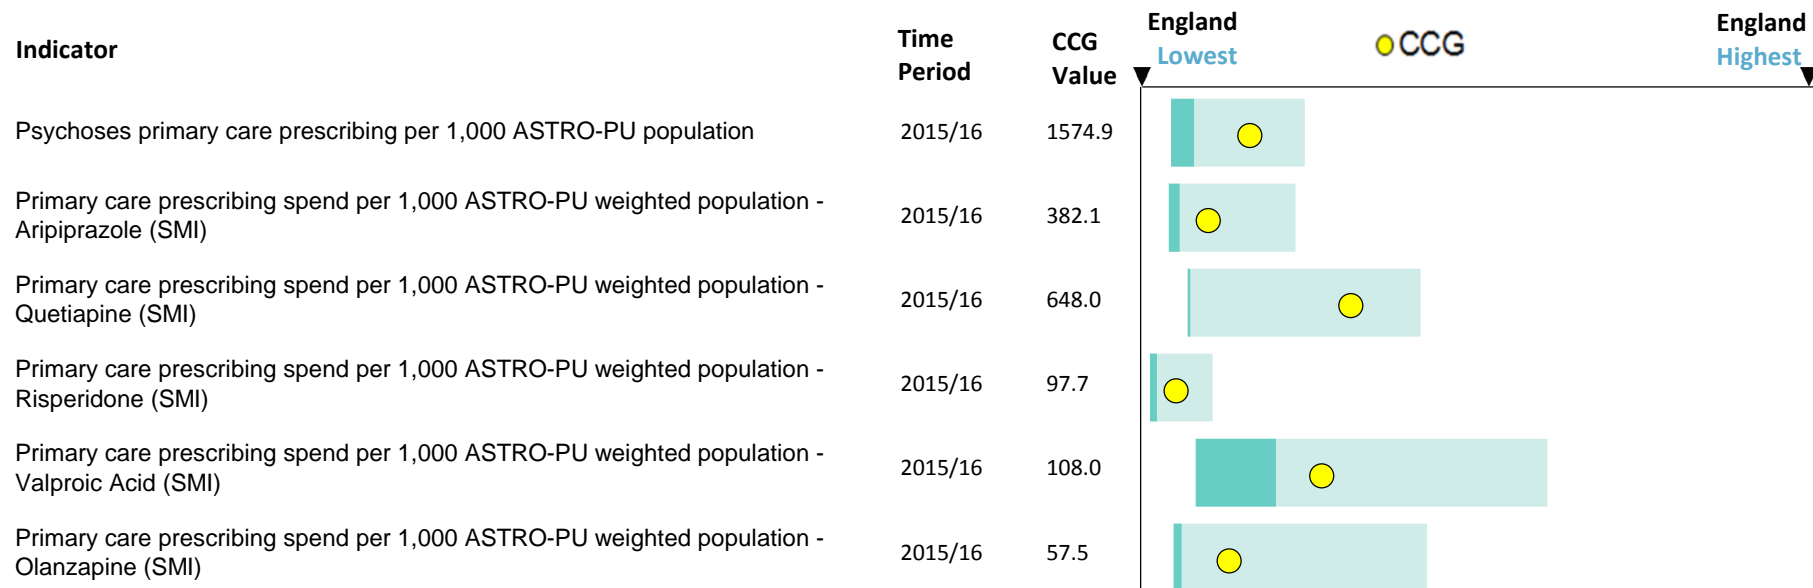 Indicator
Time
Period
CCG
Value
England
Lowest
CCG
England
Highest
Psychoses primary care prescribing per 1,000 ASTRO-PU population
2015/16
1574.9
Primary care prescribing spend per 1,000 ASTRO-PU weighted population -
Aripiprazole (SMI)
2015/16
382.1
Primary care prescribing spend per 1,000 ASTRO-PU weighted population -
Quetiapine (SMI)
2015/16
648.0
Primary care prescribing spend per 1,000 ASTRO-PU weighted population -
Risperidone (SMI)
2015/16
97.7
Primary care prescribing spend per 1,000 ASTRO-PU weighted population -
Valproic Acid (SMI)
2015/16
108.0
Primary care prescribing spend per 1,000 ASTRO-PU weighted population -
Olanzapine (SMI)
2015/16
57.5